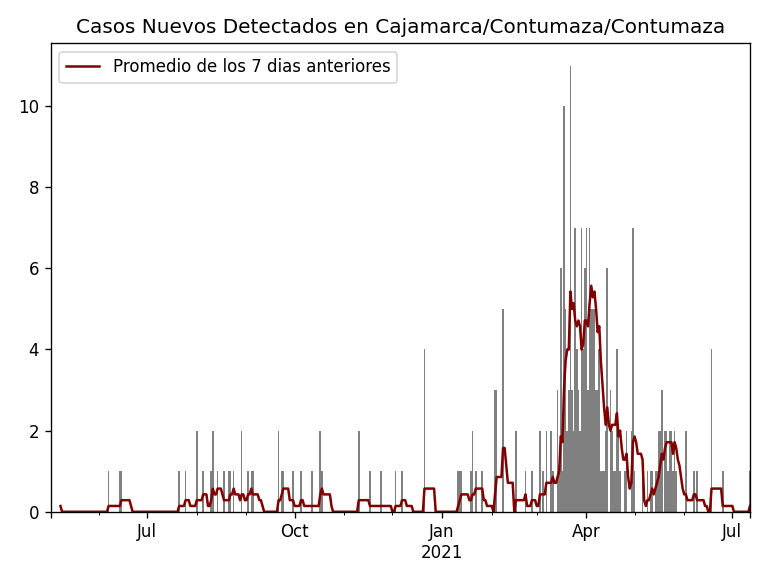 Casos Nuevos Detectados en Cajamarca/Contumaza/Contumaza
Promedio de los 7 dias anteriores
10
8
6
4
2
0
Jul
Oct
Jan
2021
Apr
Jul